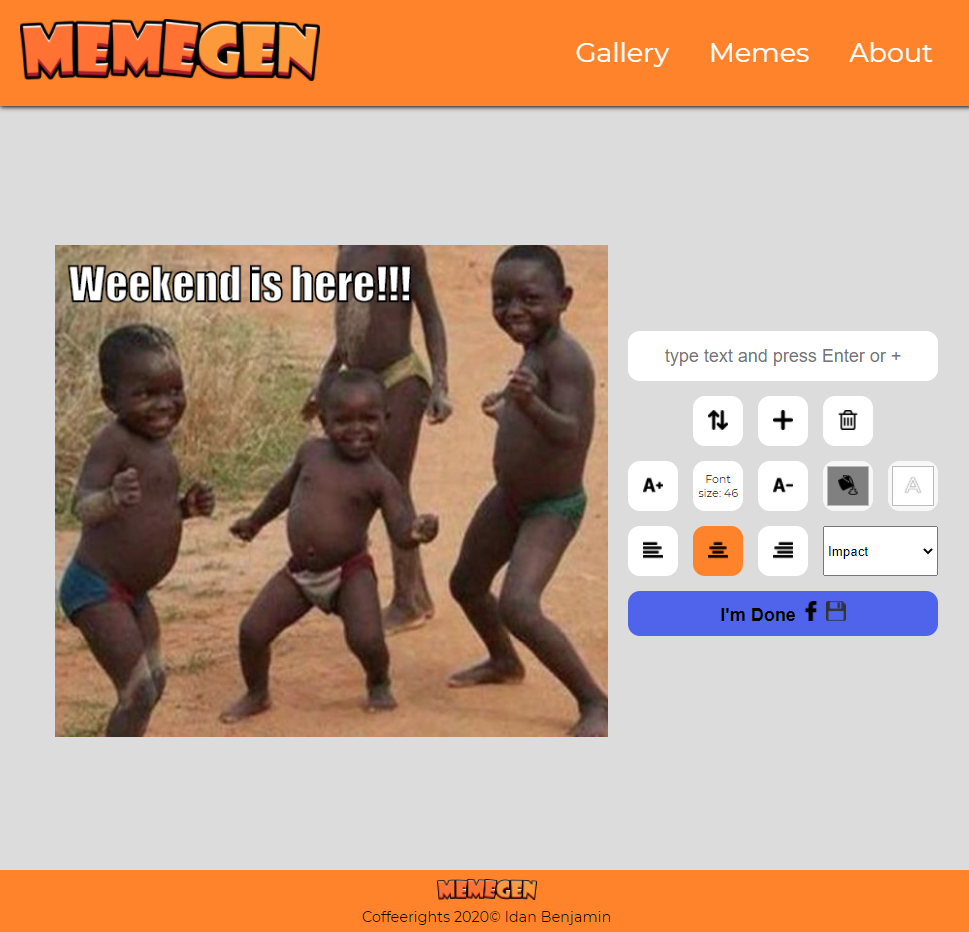 MEMEGEN
Gallery Memes About
Weekend is here!!!
type text and press Enter or +
A+ Font size: 46 A- A
Impact
I'm Done f
MEMEGEN
Coffeerights 2020© Idan Benjamin